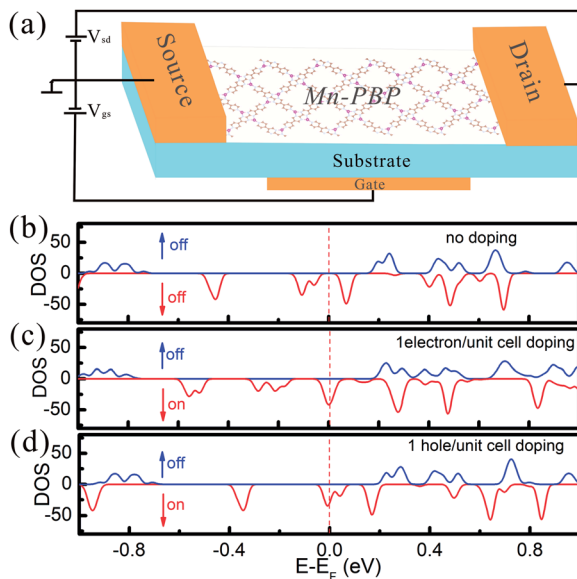 (a)
V_sd
V_gs
Source
Mn-PBP
Drain
Substrate
Gate
(b)
50
0
-50
DOS
off
off
no doping
(c)
50
0
-50
DOS
off
on
1electron/unit cell doping
(d)
50
0
-50
DOS
off
on
1 hole/unit cell doping
-0.8 -0.4 0.0 0.4 0.8
E-E_F (eV)